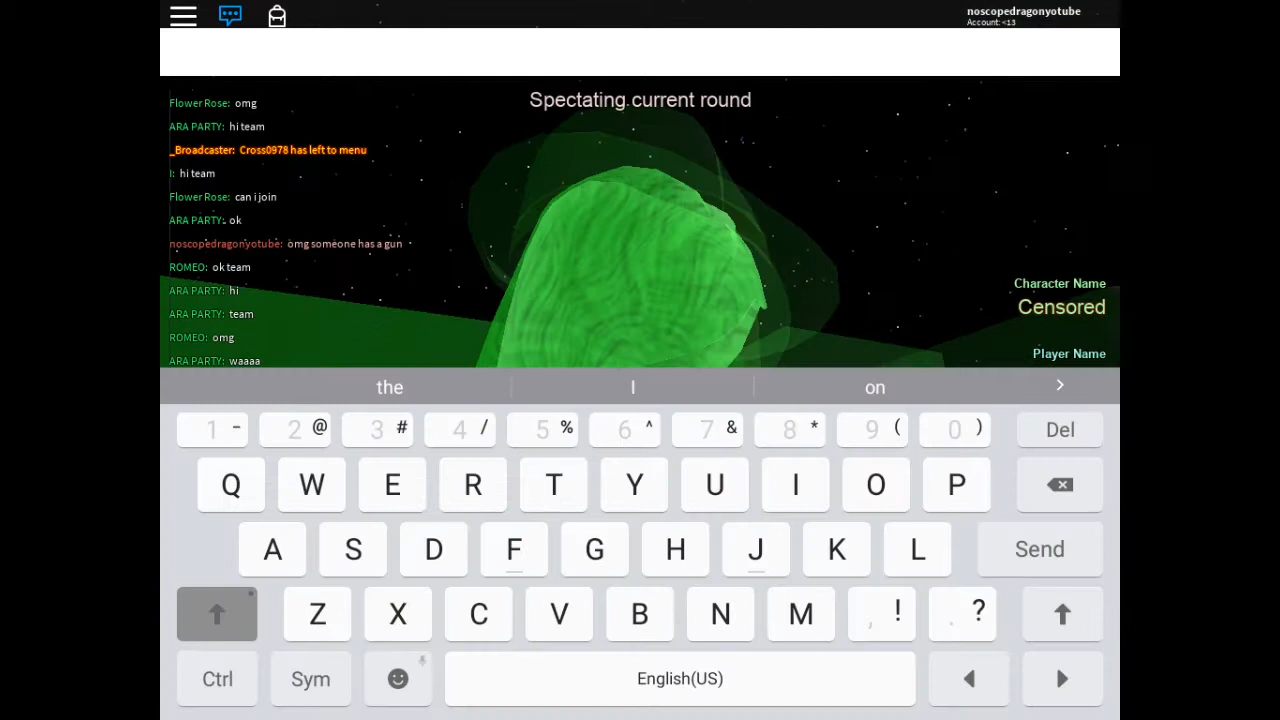 noscopedragonyotube
Account: <13
Spectating current round
Flower Rose: omg
ARA PARTY: hi team
_Broadcaster: Cross0978 has left to menu
I: hi team
Flower Rose: can i join
ARA PARTY: ok
noscopedragonyotube: omg someone has a gun
ROMEO: ok team
ARA PARTY: hi
ARA PARTY: team
ROMEO: omg
ARA PARTY: waaaa
Character Name
Censored
Player Name
the I on >
1 - 2 @ 3 # 4 / 5 % 6 ^ 7 & 8 * 9 ( 0 ) Del
Q W E R T Y U I O P
A S D F G H J K L Send
Z X C V B N M , ! . ?
Ctrl Sym English(US)